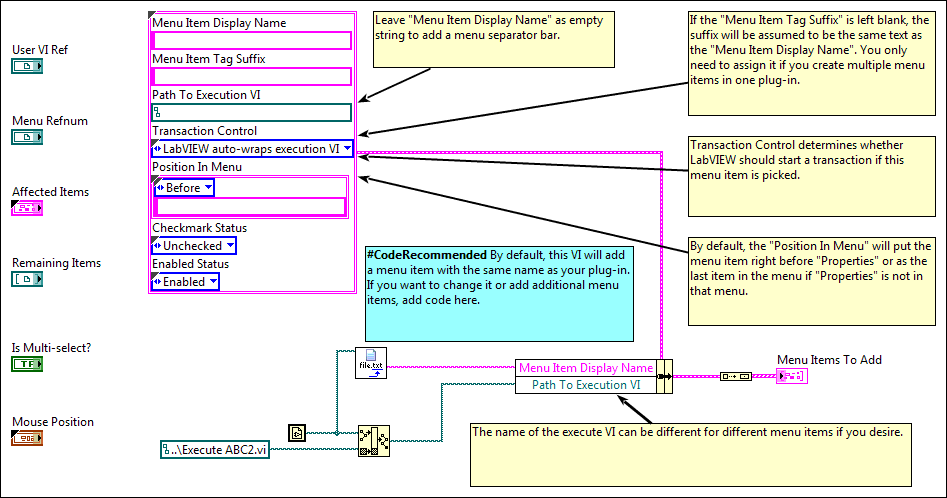 User VI Ref
Menu Refnum
Affected Items
Remaining Items
Is Multi-select?
TF
Mouse Position
Menu Item Display Name
Menu Item Tag Suffix
Path To Execution VI
Transaction Control
LabVIEW auto-wraps execution VI
Position In Menu
Before
Checkmark Status
Unchecked
Enabled Status
Enabled
Leave "Menu Item Display Name" as empty
string to add a menu separator bar.
If the "Menu Item Tag Suffix" is left blank, the
suffix will be assumed to be the same text as
the "Menu Item Display Name". You only
need to assign it if you create multiple menu
items in one plug-in.
Transaction Control determines whether
LabVIEW should start a transaction if this
menu item is picked.
By default, the "Position In Menu" will put the
menu item right before "Properties" or as the
last item in the menu if "Properties" is not in
that menu.
#CodeRecommended By default, this VI will add
a menu item with the same name as your plug-in.
If you want to change it or add additional menu
items, add code here.
file.txt
Menu Item Display Name
Path To Execution VI
Menu Items To Add
..\Execute ABC2.vi
The name of the execute VI can be different for different menu items if you desire.